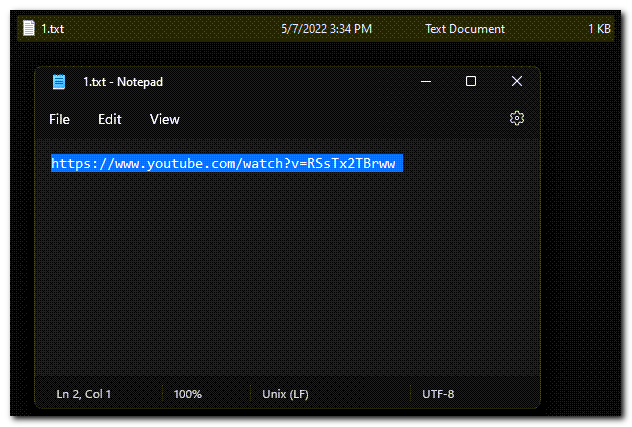 1.txt 5/7/2022 3:34 PM Text Document 1 KB
1.txt - Notepad
File Edit View
https://www.youtube.com/watch?v=RSsTx2TBrww
Ln 2, Col 1 100% Unix (LF) UTF-8